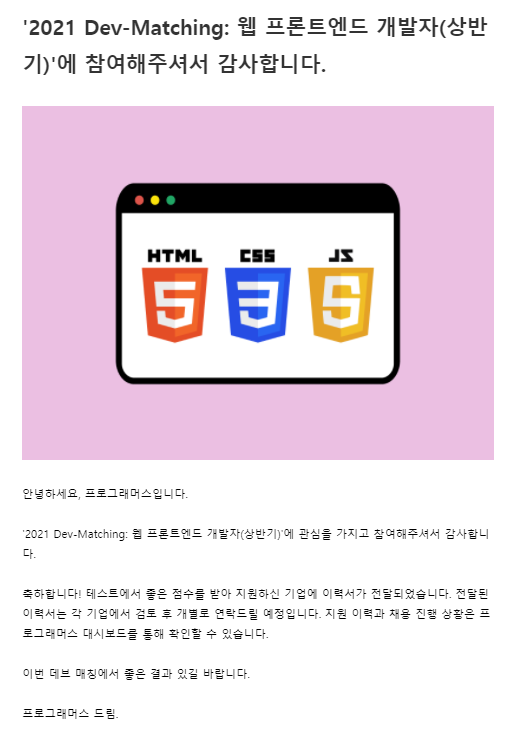 '2021 Dev-Matching: 웹 프론트엔드 개발자(상반
기)'에 참여해주셔서 감사합니다.
HTML CSS JS
5 3 5
안녕하세요, 프로그래머스입니다.
'2021 Dev-Matching: 웹 프론트엔드 개발자(상반기)'에 관심을 가지고 참여해주셔서 감사합니
다.
축하합니다! 테스트에서 좋은 점수를 받아 지원하신 기업에 이력서가 전달되었습니다. 전달된
이력서는 각 기업에서 검토 후 개별로 연락드릴 예정입니다. 지원 이력과 채용 진행 상황은 프
로그래머스 대시보드를 통해 확인할 수 있습니다.
이번 데브 매칭에서 좋은 결과 있길 바랍니다.
프로그래머스 드림.